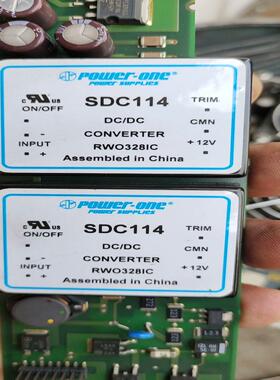 POWER-ONE
POWER SUPPLIES
c UL us SDC114 TRIM
ON/OFF
DC/DC CMN
INPUT - + CONVERTER
RWO328IC + 12V
Assembled in China
POWER-ONE
POWER SUPPLIES
c UL us SDC114 TRIM
ON/OFF
DC/DC CMN
INPUT - + CONVERTER
RWO328IC + 12V
Assembled in China